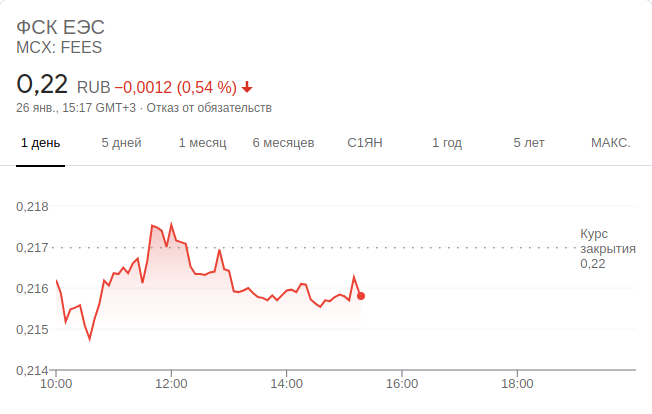 ФСК ЕЭС
MCX: FEES
0,22 RUB −0,0012 (0,54 %)
26 янв., 15:17 GMT+3 · Отказ от обязательств
1 день 5 дней 1 месяц 6 месяцев С1ЯН 1 год 5 лет МАКС.
0,218
0,217
Курс
закрытия
0,22
0,216
0,215
0,214
10:00 12:00 14:00 16:00 18:00